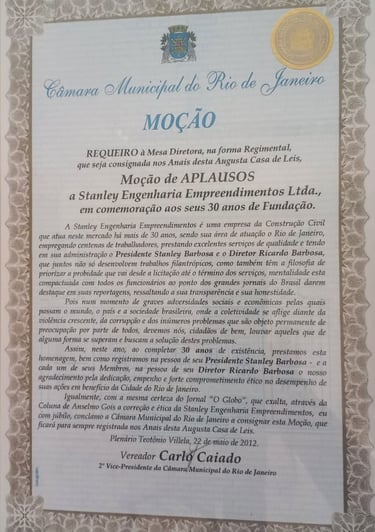 Câmara Municipal do Rio de Janeiro
MOÇÃO
REQUEIRO à Mesa Diretora, na forma Regimental,
que seja consignada nos Anais desta Augusta Casa de Leis,
Moção de APLAUSOS
a Stanley Engenharia Empreendimentos Ltda.,
em comemoração aos seus 30 anos de Fundação.
A Stanley Engenharia Empreendimentos é uma empresa da Construção Civil
que atua neste mercado há mais de 30 anos, sendo sua área de atuação o Rio de Janeiro,
empregando centenas de trabalhadores, prestando excelentes serviços de qualidade e tendo
em sua administração o Presidente Stanley Barbosa e o Diretor Ricardo Barbosa,
que juntos não só desenvolvem trabalhos filantrópicos, como também têm a filosofia de
priorizar a probidade que vai desde a licitação até o término dos serviços, mentalidade esta
compactuada com todos os funcionários ao ponto dos grandes jornais do Brasil darem
destaque em suas reportagens, ressaltando a sua transparência e sua honestidade.
Pois num momento de graves adversidades sociais e econômicas pelas quais
passam o mundo, o país e a sociedade brasileira, onde a coletividade se aflige diante da
violência crescente, da corrupção e dos inúmeros problemas que são objeto permanente de
preocupação por parte de todos, devemos nós, cidadãos de bem, louvar aqueles que de
alguma forma se superam e buscam a solução destes problemas.
Assim, neste ano, ao completar 30 anos de existência, prestamos esta
homenagem, bem como registramos na pessoa de seu Presidente Stanley Barbosa - e a
cada um de seus Membros, na pessoa de seu Diretor Ricardo Barbosa o nosso
agradecimento pela dedicação, empenho e forte comprometimento ético no desempenho de
suas ações em benefício da Cidade do Rio de Janeiro.
Igualmente, com a mesma certeza do Jornal "O Globo", que exalta, através da
Coluna de Anselmo Gois a correção e ética da Stanley Engenharia Empreendimentos, eu
com júbilo, conclamo a Câmara Municipal do Rio de Janeiro a consignar esta Moção, que
ficará para sempre registrada nos Anais desta Augusta Casa de Leis.
Plenário Teotônio Villela, 22 de maio de 2012.
Vereador Carlo Caiado
2º Vice-Presidente da Câmara Municipal do Rio de Janeiro